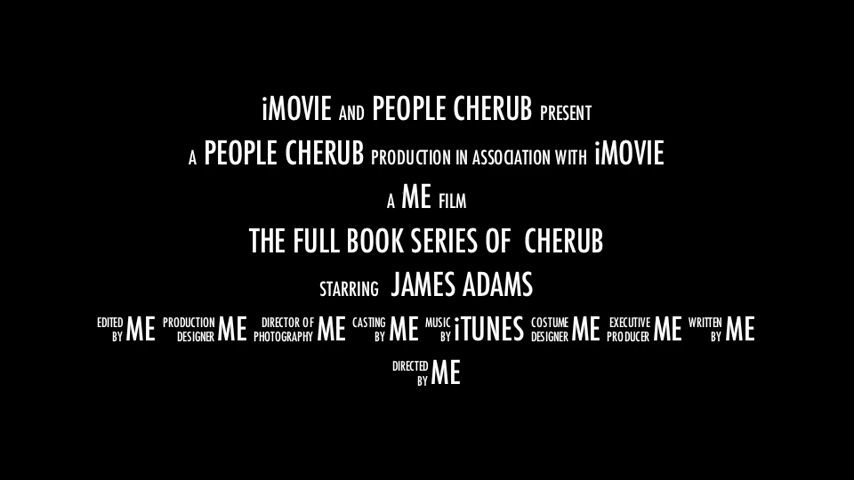 iMOVIE AND PEOPLE CHERUB PRESENT
A PEOPLE CHERUB PRODUCTION IN ASSOCIATION WITH iMOVIE
A ME FILM
THE FULL BOOK SERIES OF CHERUB
STARRING JAMES ADAMS
EDITED BY ME PRODUCTION DESIGNER ME DIRECTOR OF PHOTOGRAPHY ME CASTING BY ME MUSIC BY iTUNES COSTUME DESIGNER ME EXECUTIVE PRODUCER ME WRITTEN BY ME
DIRECTED BY ME